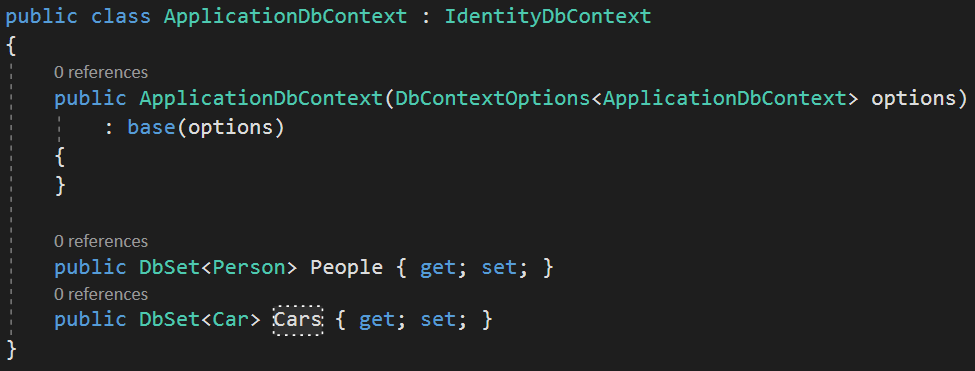 public class ApplicationDbContext : IdentityDbContext
{
0 references
public ApplicationDbContext(DbContextOptions<ApplicationDbContext> options)
: base(options)
{
}
0 references
public DbSet<Person> People { get; set; }
0 references
public DbSet<Car> Cars { get; set; }
}